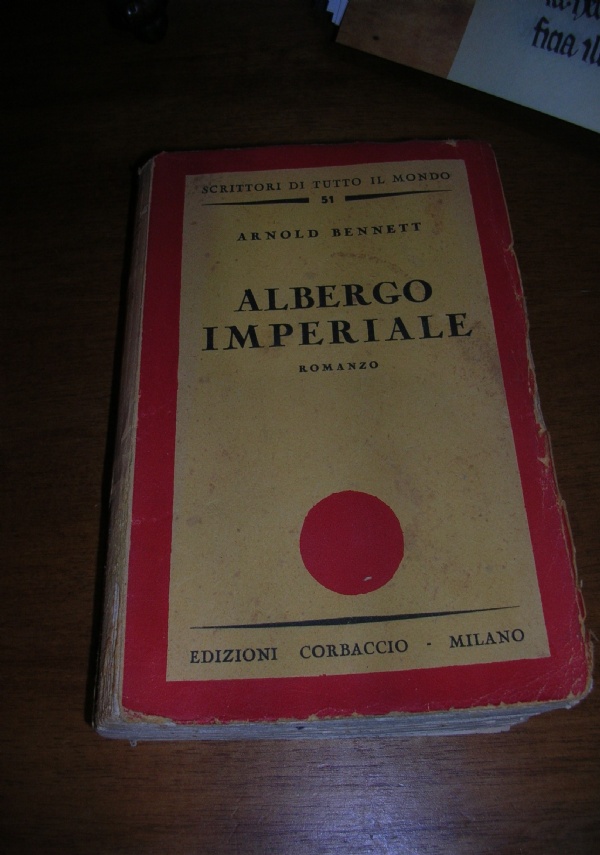 SCRITTORI DI TUTTO IL MONDO
51
ARNOLD BENNETT
ALBERGO
IMPERIALE
ROMANZO
EDIZIONI CORBACCIO - MILANO